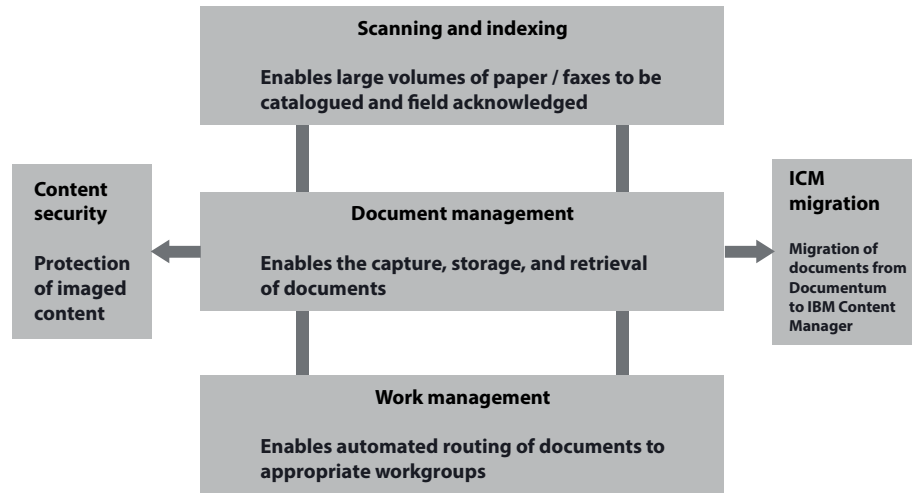 Scanning and indexing
Enables large volumes of paper / faxes to be
catalogued and field acknowledged
Content
security
Protection
of imaged
content
Document management
Enables the capture, storage, and retrieval
of documents
ICM
migration
Migration of
documents from
Documentum
to IBM Content
Manager
Work management
Enables automated routing of documents to
appropriate workgroups